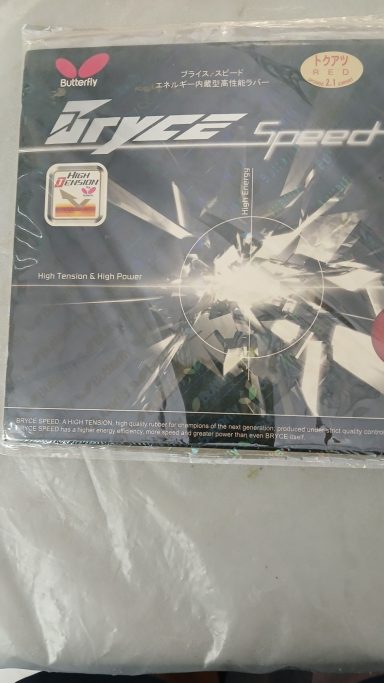 Butterfly
ブライス・スピード
エネルギー内蔵型高性能ラバー
トクアツ
RED
2.1
Bryce Speed
HIGH TENSION
High Energy
High Tension & High Power
BRYCE SPEED, A HIGH TENSION, high quality rubber for champions of the next generation, produced under strict quality control
BRYCE SPEED has a higher energy efficiency, more speed and greater power than even BRYCE itself.